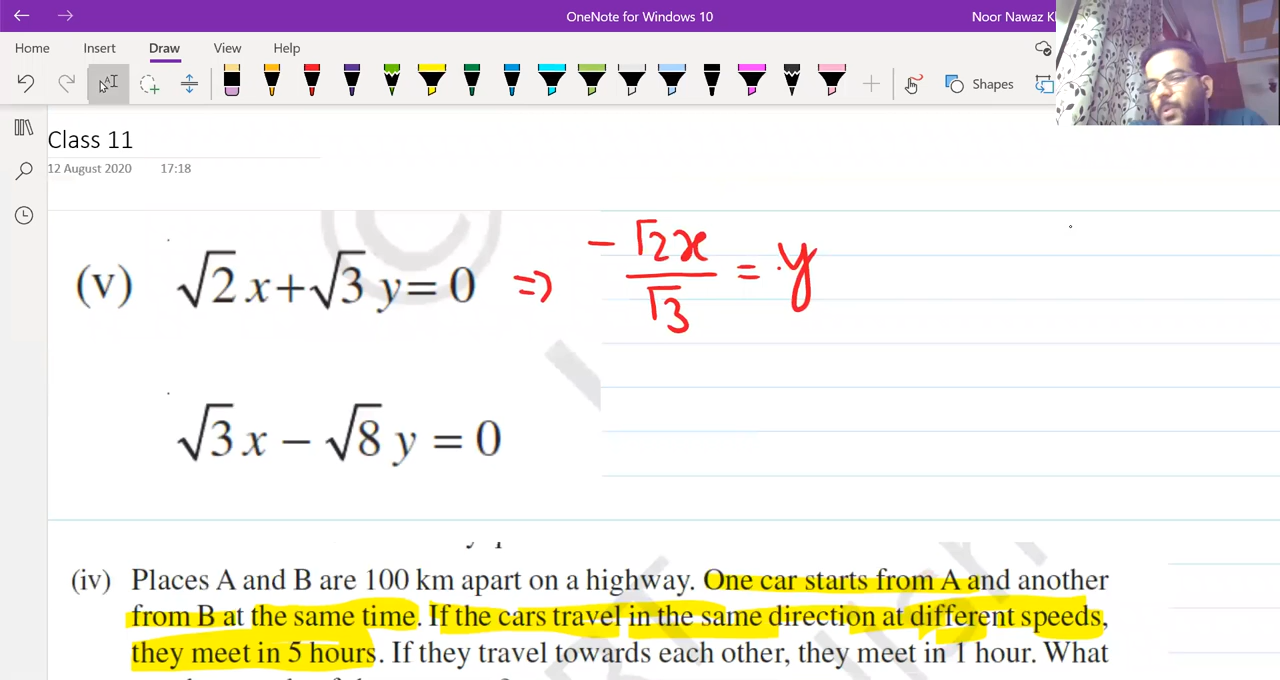 OneNote for Windows 10
Noor Nawaz
Home Insert Draw View Help
Shapes
Class 11
12 August 2020 17:18
(v) √2 x+√3 y= 0 => -√2x/√3 = y
√3 x – √8 y = 0
(iv) Places A and B are 100 km apart on a highway. One car starts from A and another
from B at the same time. If the cars travel in the same direction at different speeds,
they meet in 5 hours. If they travel towards each other, they meet in 1 hour. What